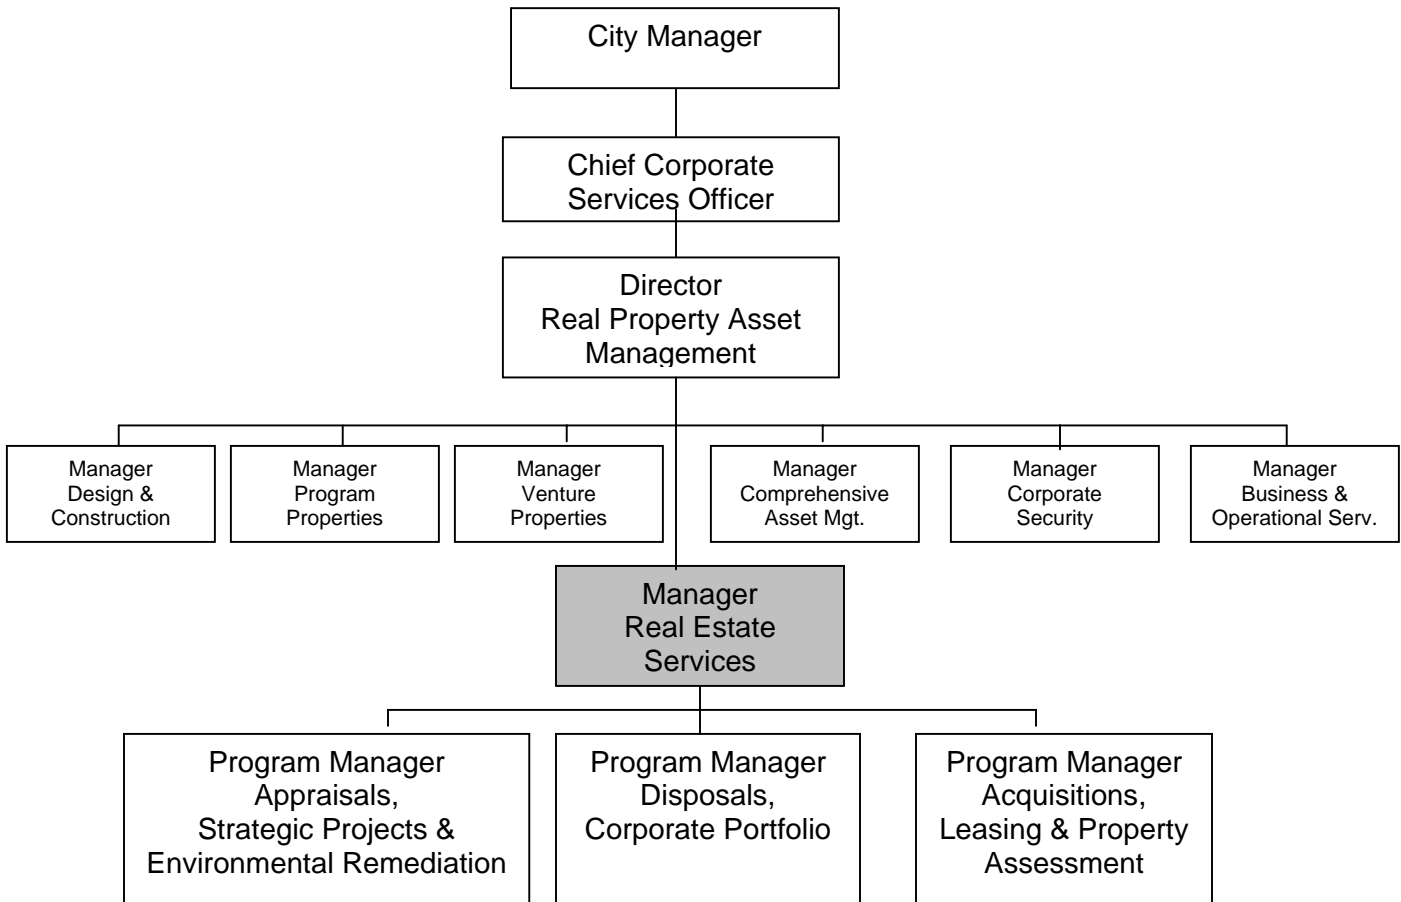 City Manager
Chief Corporate
Services Officer
Director
Real Property Asset
Management
Manager
Design &
Construction
Manager
Program
Properties
Manager
Venture
Properties
Manager
Comprehensive
Asset Mgt.
Manager
Corporate
Security
Manager
Business &
Operational Serv.
Manager
Real Estate
Services
Program Manager
Appraisals,
Strategic Projects &
Environmental Remediation
Program Manager
Disposals,
Corporate Portfolio
Program Manager
Acquisitions,
Leasing & Property
Assessment